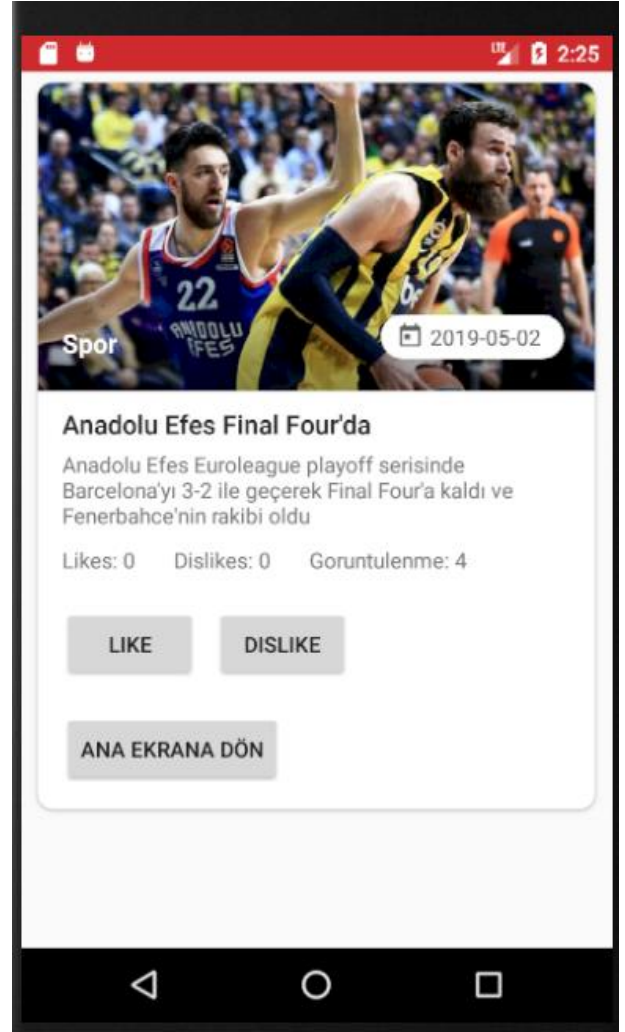 LTE 2:25
22
ANADOLU
EFES
6
Spor
2019-05-02
Anadolu Efes Final Four'da
Anadolu Efes Euroleague playoff serisinde
Barcelona'yı 3-2 ile geçerek Final Four'a kaldı ve
Fenerbahce'nin rakibi oldu
Likes: 0 Dislikes: 0 Goruntulenme: 4
LIKE DISLIKE
ANA EKRANA DÖN